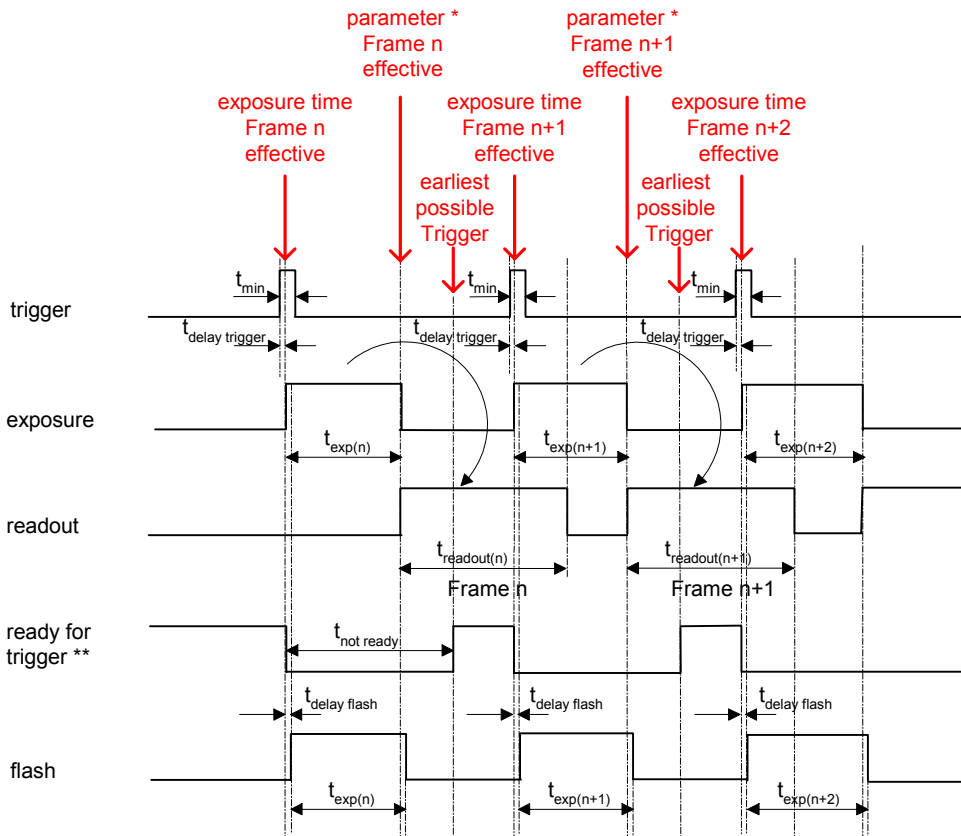 parameter *
Frame n
effective
parameter *
Frame n+1
effective
exposure time
Frame n
effective
exposure time
Frame n+1
effective
exposure time
Frame n+2
effective
earliest
possible
Trigger
earliest
possible
Trigger
trigger
tmin
tmin
tmin
tdelay trigger
tdelay trigger
tdelay trigger
exposure
texp(n)
texp(n+1)
texp(n+2)
readout
treadout(n)
treadout(n+1)
Frame n
Frame n+1
ready for
trigger **
tnot ready
tdelay flash
tdelay flash
tdelay flash
flash
texp(n)
texp(n+1)
texp(n+2)